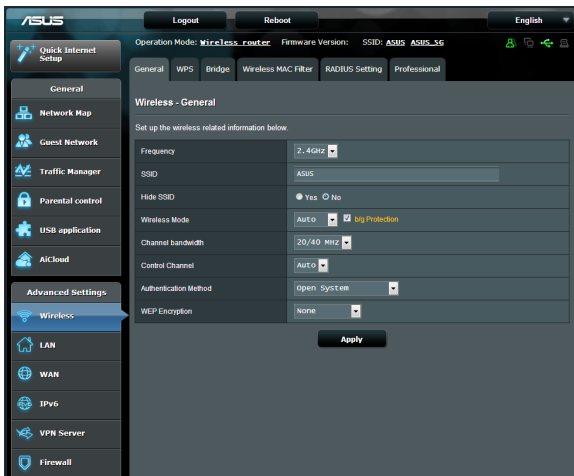 ASUS
Logout Reboot English
Quick Internet Setup
Operation Mode: Wireless router Firmware Version: SSID: ASUS ASUS_5G
General WPS Bridge Wireless MAC Filter RADIUS Setting Professional
General
Network Map
Guest Network
Traffic Manager
Parental control
USB application
AiCloud
Advanced Settings
Wireless
LAN
WAN
IPv6
VPN Server
Firewall
Wireless - General
Set up the wireless related information below.
Frequency 2.4GHz
SSID ASUS
Hide SSID Yes No
Wireless Mode Auto b/g Protection
Channel bandwidth 20/40 MHz
Control Channel Auto
Authentication Method Open System
WEP Encryption None
Apply